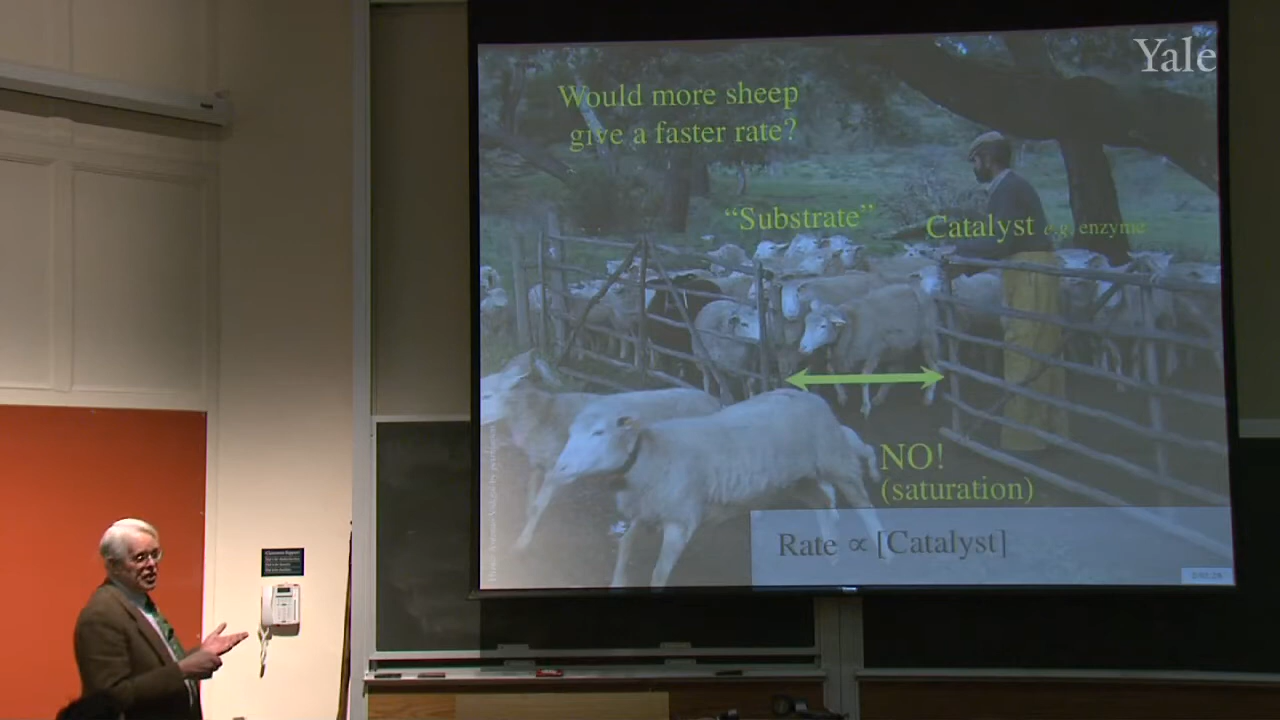 Yale
Would more sheep
give a faster rate?
“Substrate”
Catalyst e.g. enzyme
NO!
(saturation)
Rate ∝ [Catalyst]